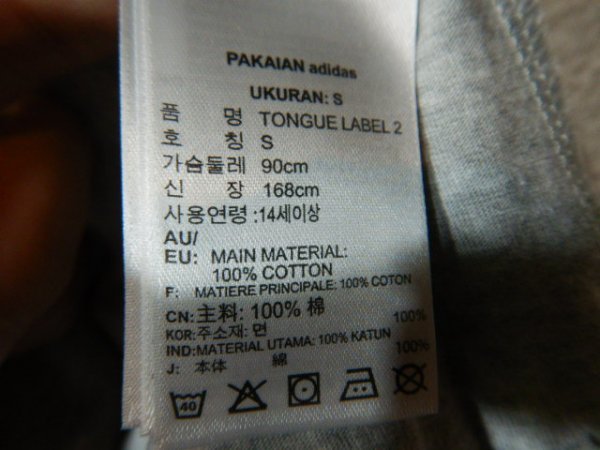 PAKAIAN adidas
UKURAN: S
품 명 TONGUE LABEL 2
호 칭 S
가슴둘레 90cm
신 장 168cm
사용연령 :14세이상
AU/
EU: MAIN MATERIAL:
100% COTTON
F: MATIERE PRINCIPALE: 100% COTON
CN:主料: 100% 棉
KOR:주소재: 면 100%
IND:MATERIAL UTAMA: 100% KATUN
J: 本体 綿 100%
40